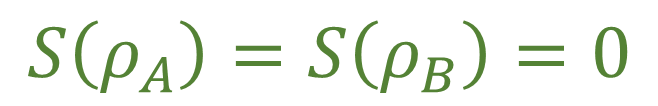 S(ρ_A) = S(ρ_B) = 0